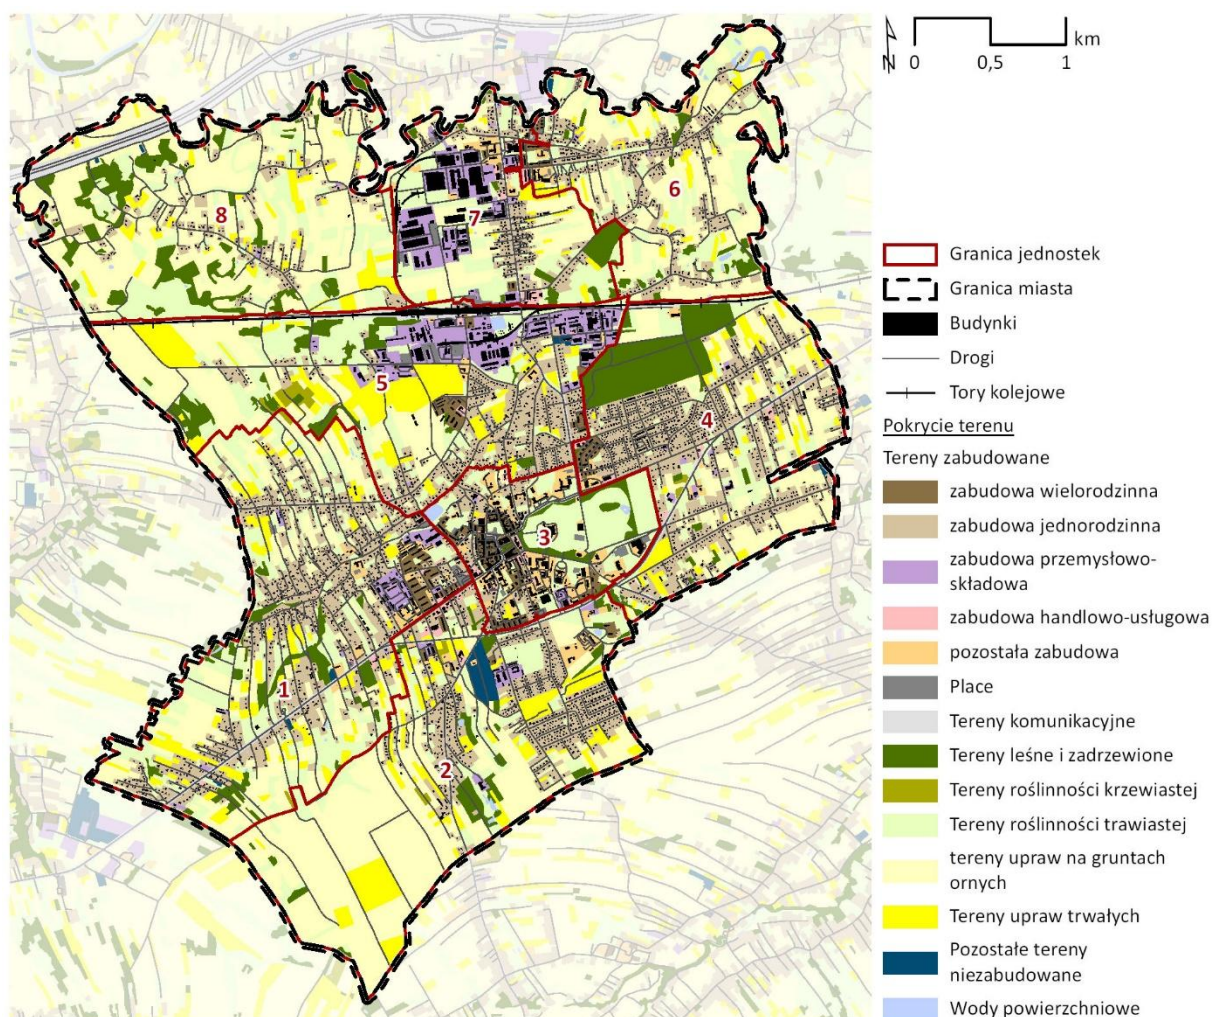 N
km
0
0,5
1
8
7
6
5
4
3
1
2
Granica jednostek
Granica miasta
Budynki
Drogi
Tory kolejowe
Pokrycie terenu
Tereny zabudowane
zabudowa wielorodzinna
zabudowa jednorodzinna
zabudowa przemysłowo-
składowa
zabudowa handlowo-usługowa
pozostała zabudowa
Place
Tereny komunikacyjne
Tereny leśne i zadrzewione
Tereny roślinności krzewiastej
Tereny roślinności trawiastej
tereny upraw na gruntach
ornych
Tereny upraw trwałych
Pozostałe tereny
niezabudowane
Wody powierzchniowe